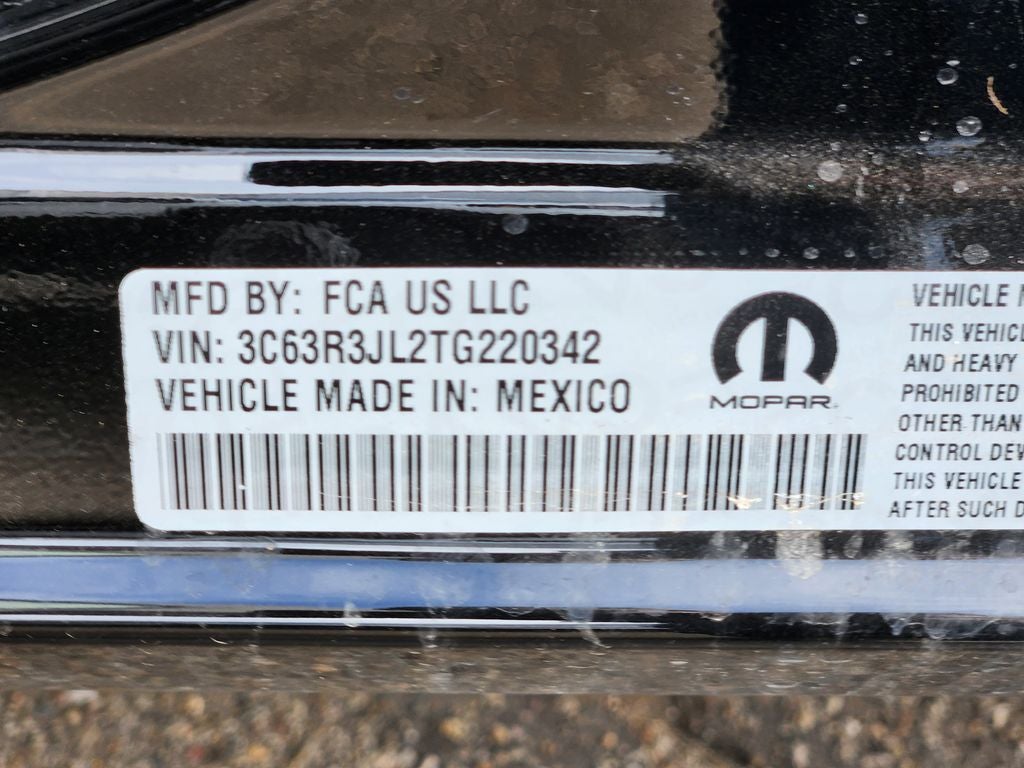 MFD BY: FCA US LLC
VIN: 3C63R3JL2TG220342
VEHICLE MADE IN: MEXICO
MOPAR
VEHICLE
THIS VEHICL
AND HEAVY
PROHIBITED
OTHER THAN
CONTROL DEV
THIS VEHICLE
AFTER SUCH D